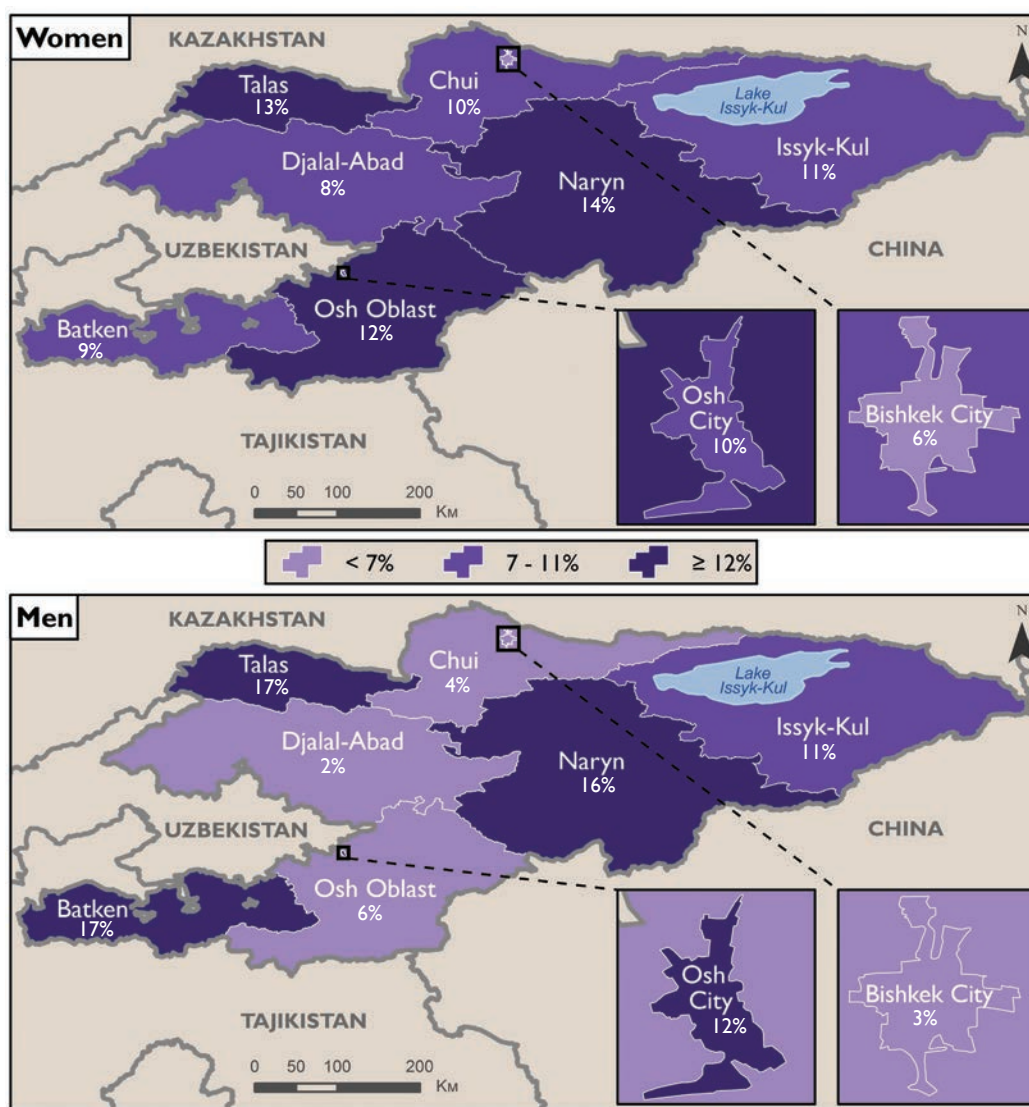 Women
KAZAKHSTAN
N
Talas
13%
Chui
10%
Lake
Issyk-Kul
Djalal-Abad
8%
Issyk-Kul
11%
Naryn
14%
UZBEKISTAN
CHINA
Osh Oblast
12%
Batken
9%
Osh
City
10%
Bishkek City
6%
TAJIKISTAN
0 50 100 200
KM
< 7% 7 - 11% ≥ 12%
Men
KAZAKHSTAN
N
Talas
17%
Chui
4%
Lake
Issyk-Kul
Djalal-Abad
2%
Issyk-Kul
11%
Naryn
16%
UZBEKISTAN
CHINA
Osh Oblast
6%
Batken
17%
Osh
City
12%
Bishkek City
3%
TAJIKISTAN
0 50 100 200
KM